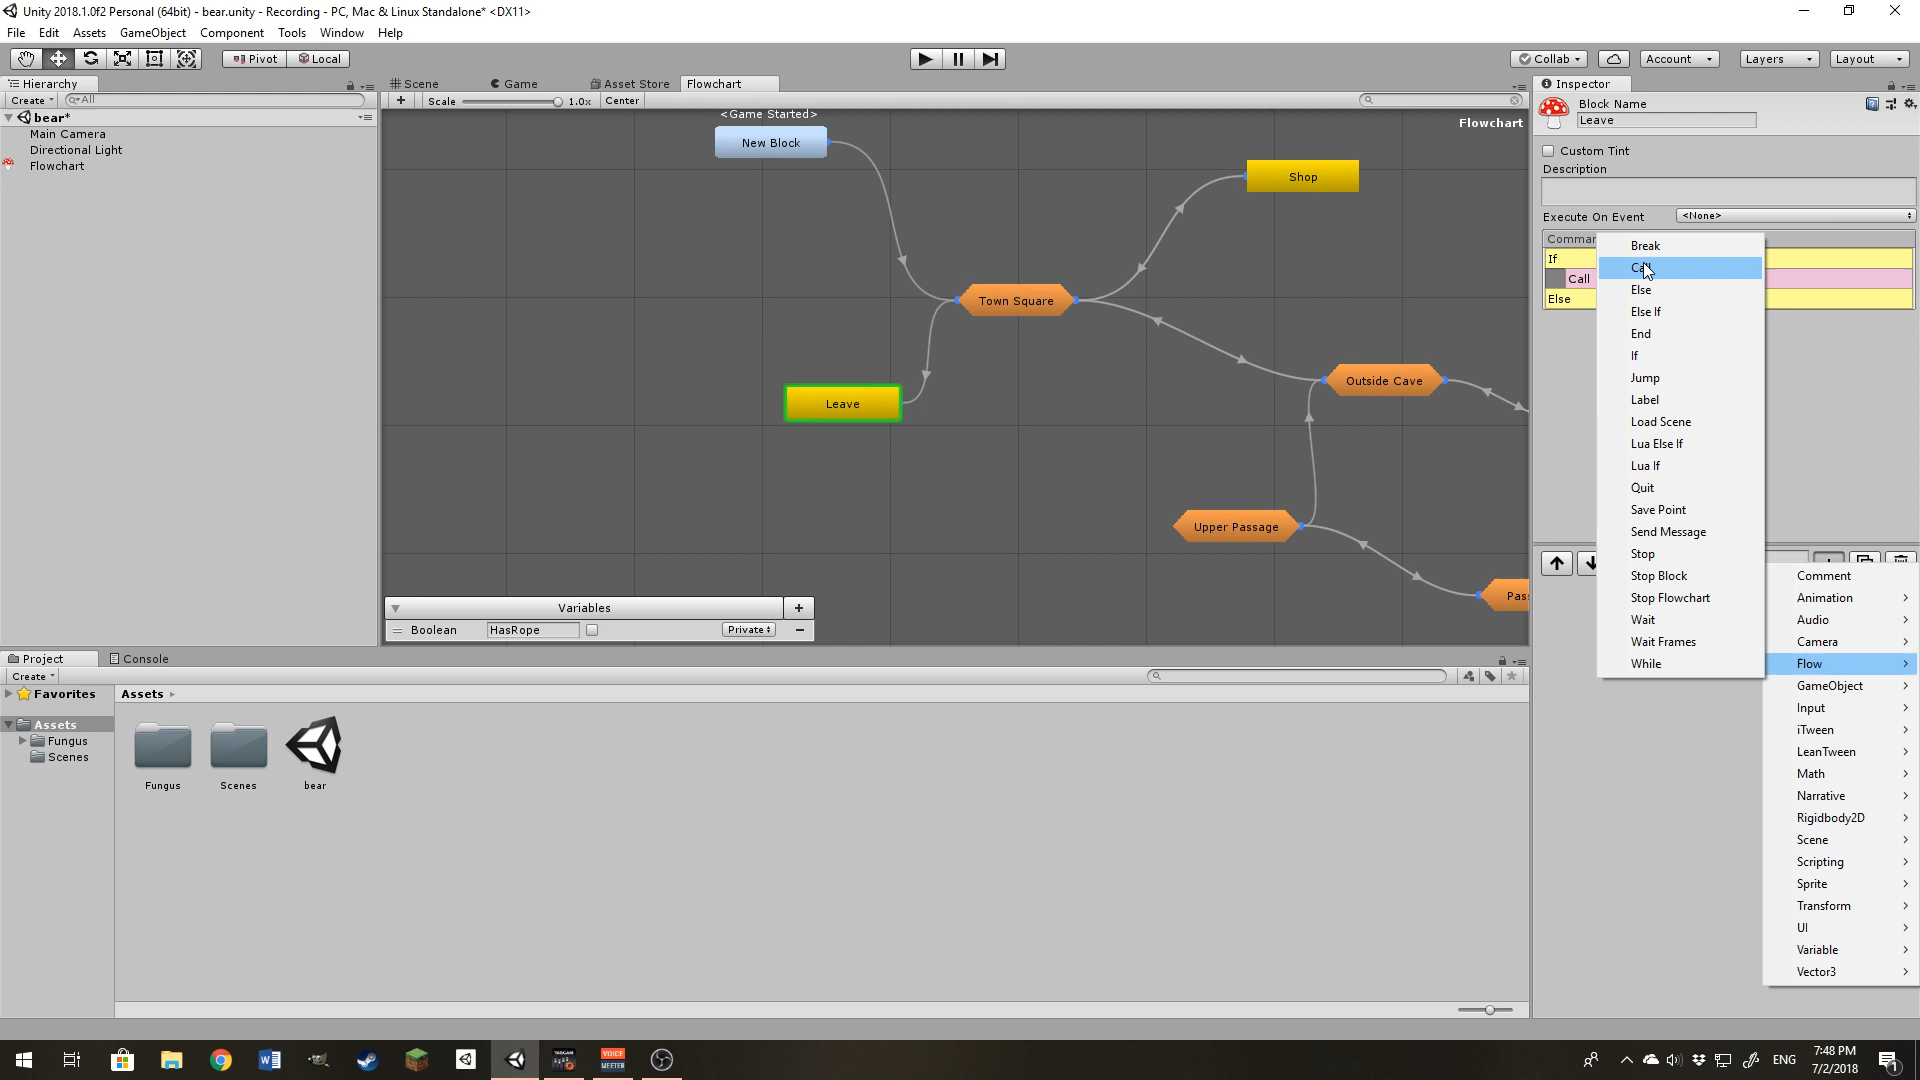 Unity 2018.1.0f2 Personal (64bit) - bear.unity - Recording - PC, Mac & Linux Standalone* <DX11>
File Edit Assets GameObject Component Tools Window Help
Pivot Local Collab Account Layers Layout
Hierarchy
Create All
bear*
Main Camera
Directional Light
Flowchart
Scene Game Asset Store Flowchart
Scale 1.0x Center
<Game Started>
New Block
Flowchart
Shop
Town Square
Outside Cave
Leave
Upper Passage
Variables
Boolean HasRope Private
Inspector
Block Name
Leave
Custom Tint
Description
Execute On Event <None>
If
Call
Else
Break
Call
Else
Else If
End
If
Jump
Label
Load Scene
Lua Else If
Lua If
Quit
Save Point
Send Message
Stop
Stop Block
Stop Flowchart
Wait
Wait Frames
While
Comment
Animation
Audio
Camera
Flow
GameObject
Input
iTween
LeanTween
Math
Narrative
Rigidbody2D
Scene
Scripting
Sprite
Transform
UI
Variable
Vector3
Project Console
Create
Favorites
Assets
Fungus
Scenes
Assets
Fungus Scenes bear
TASCAM
VOICE
MEETER
ENG
7:48 PM
7/2/2018
1